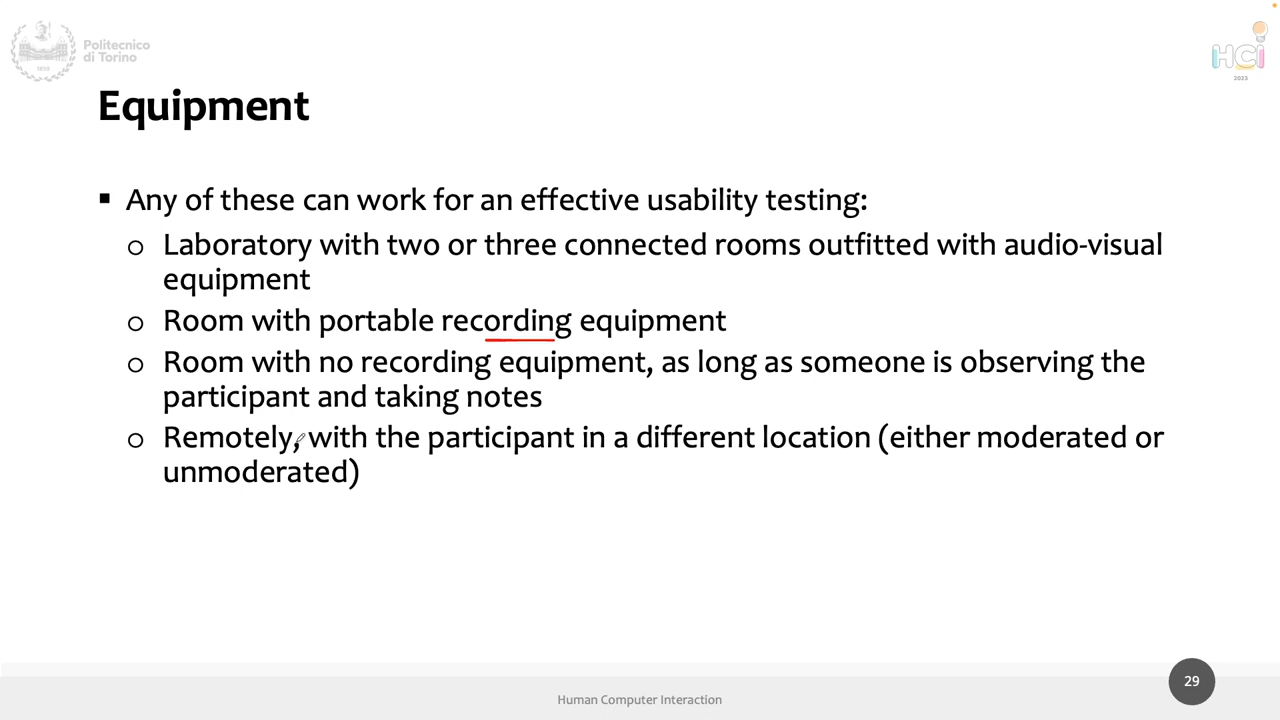 Politecnico
di Torino
1859
HCI
2023
Equipment
▪ Any of these can work for an effective usability testing:
o Laboratory with two or three connected rooms outfitted with audio-visual
equipment
o Room with portable recording equipment
o Room with no recording equipment, as long as someone is observing the
participant and taking notes
o Remotely, with the participant in a different location (either moderated or
unmoderated)
Human Computer Interaction
29